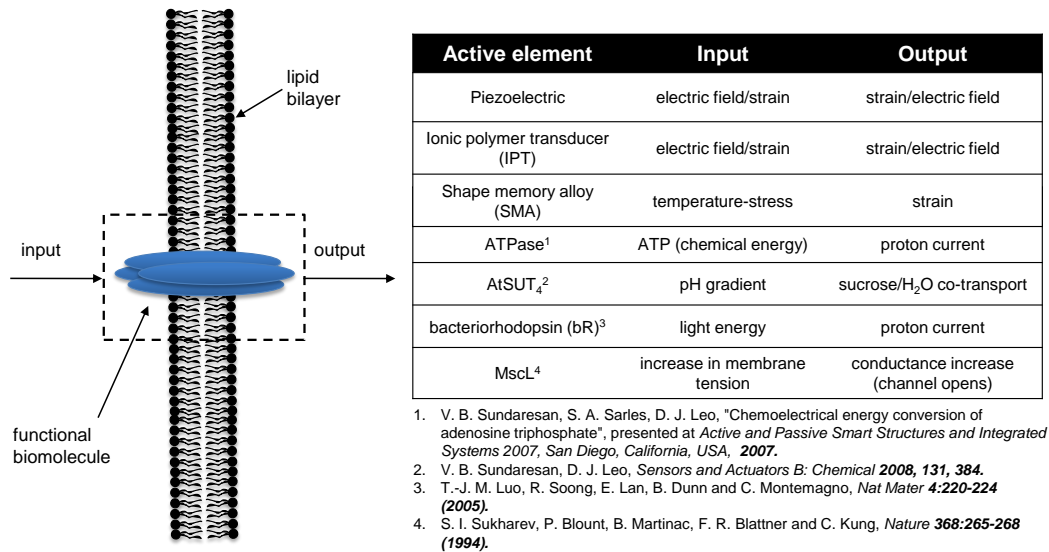 lipid
bilayer
input
output
functional
biomolecule
Active element Input Output
Piezoelectric electric field/strain strain/electric field
Ionic polymer transducer
(IPT) electric field/strain strain/electric field
Shape memory alloy
(SMA) temperature-stress strain
ATPase¹ ATP (chemical energy) proton current
AtSUT₄² pH gradient sucrose/H₂O co-transport
bacteriorhodopsin (bR)³ light energy proton current
MscL⁴ increase in membrane
tension conductance increase
(channel opens)
1. V. B. Sundaresan, S. A. Sarles, D. J. Leo, "Chemoelectrical energy conversion of
adenosine triphosphate", presented at Active and Passive Smart Structures and Integrated
Systems 2007, San Diego, California, USA, 2007.
2. V. B. Sundaresan, D. J. Leo, Sensors and Actuators B: Chemical 2008, 131, 384.
3. T.-J. M. Luo, R. Soong, E. Lan, B. Dunn and C. Montemagno, Nat Mater 4:220-224
(2005).
4. S. I. Sukharev, P. Blount, B. Martinac, F. R. Blattner and C. Kung, Nature 368:265-268
(1994).